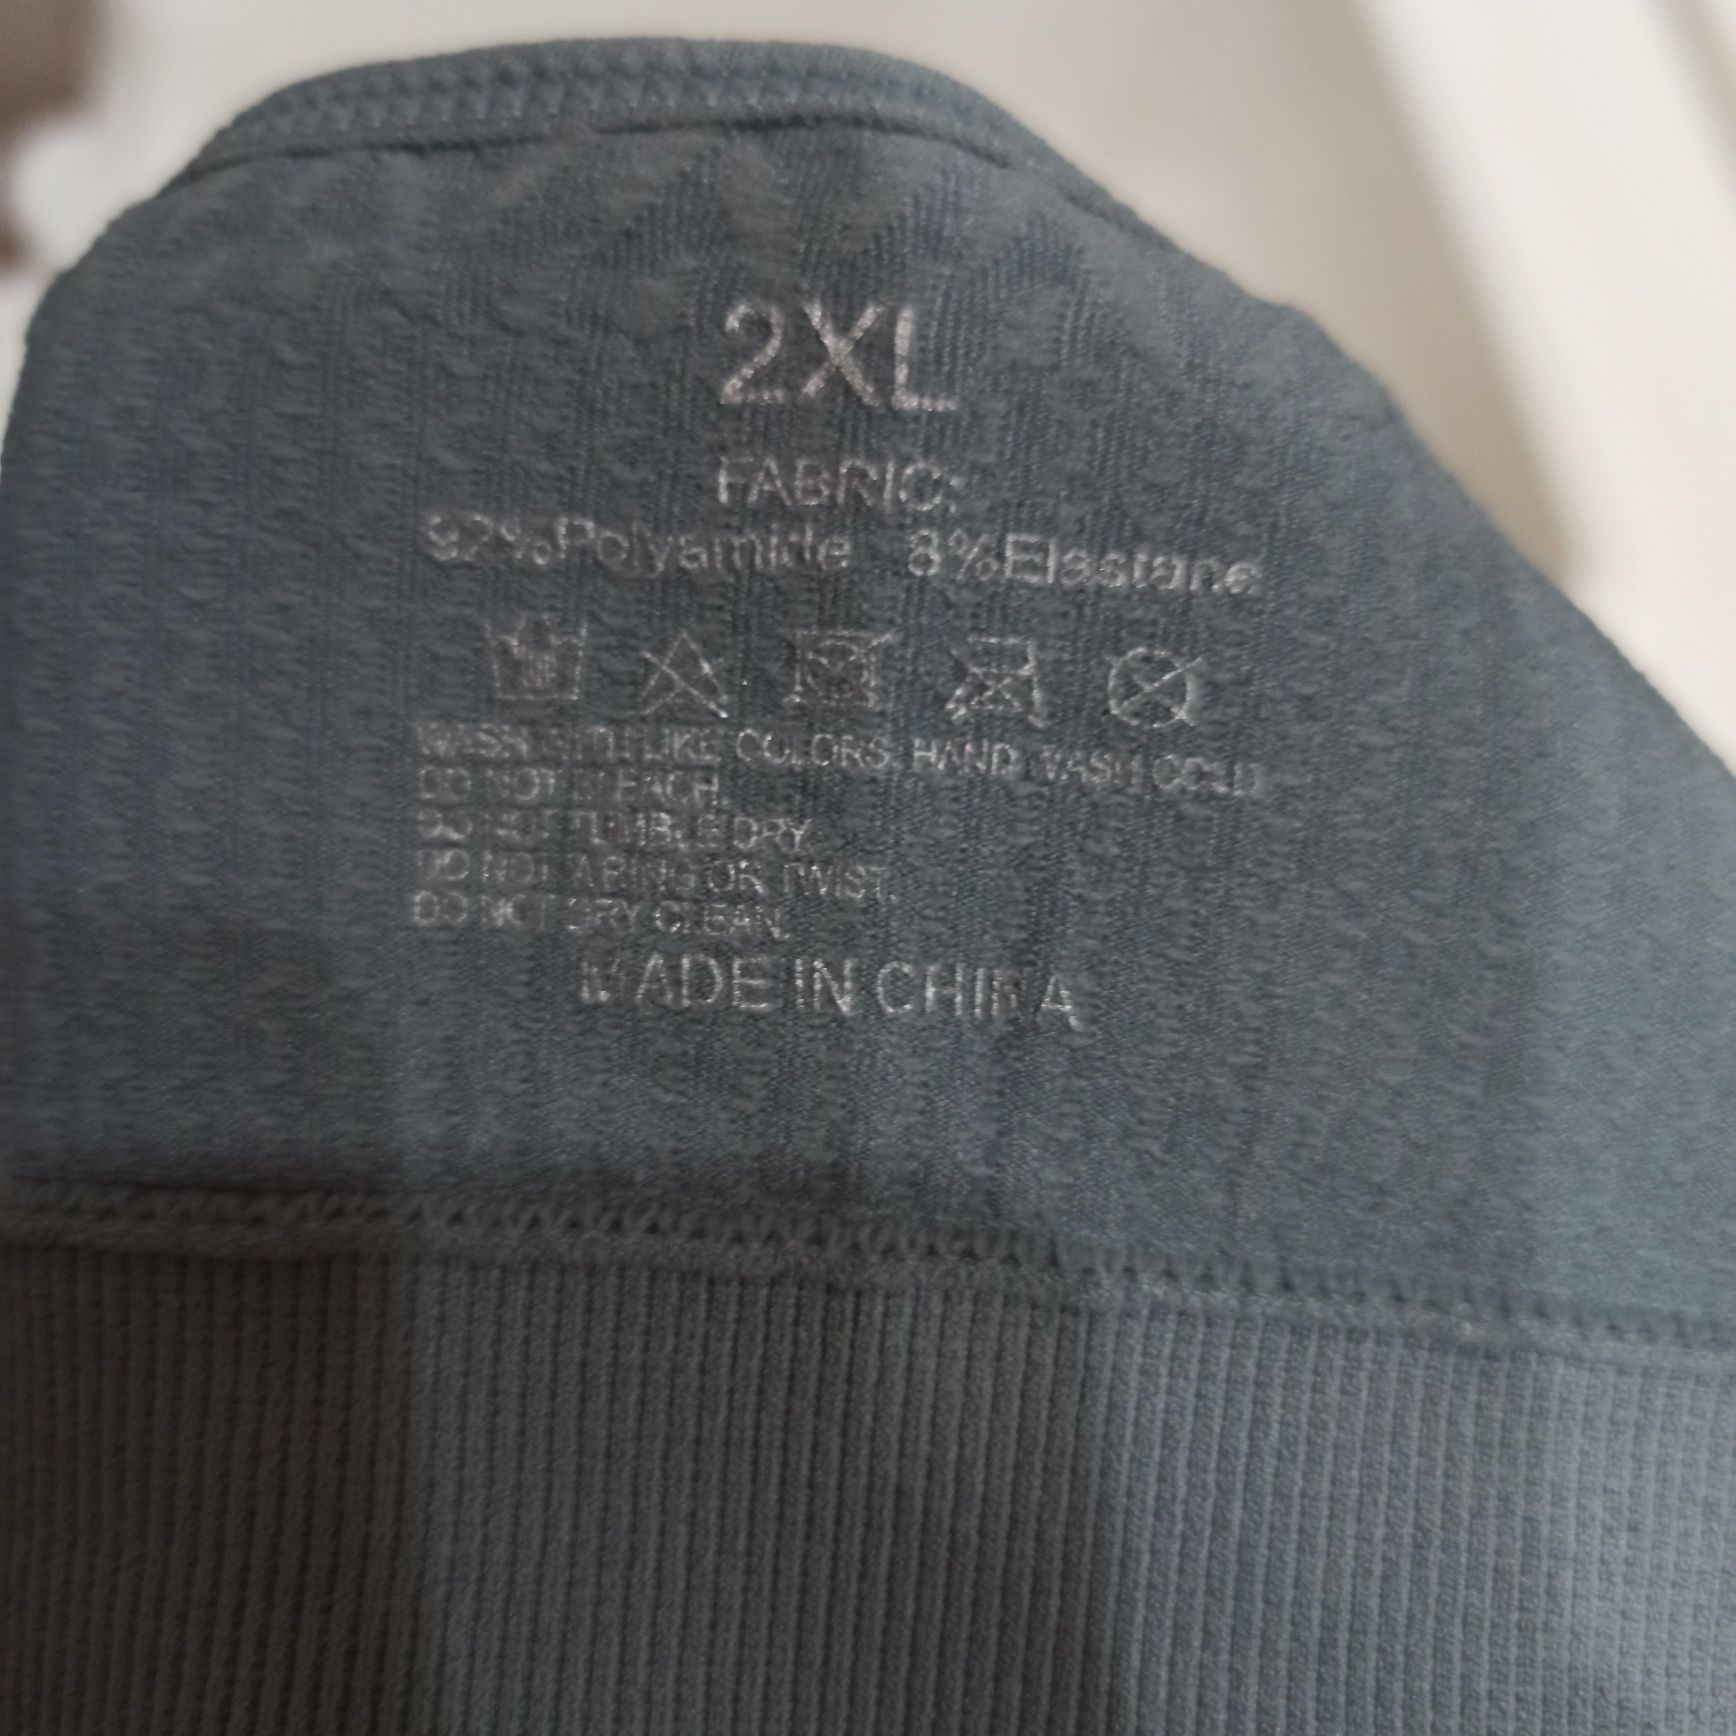 2XL
FABRIC:
92%Polyamide 8%Elastane
WASH WITH LIKE COLORS. HAND WASH COLD
DO NOT BLEACH.
DO NOT TUMBLE DRY.
DO NOT WRING OR TWIST.
DO NOT DRY CLEAN.
MADE IN CHINA